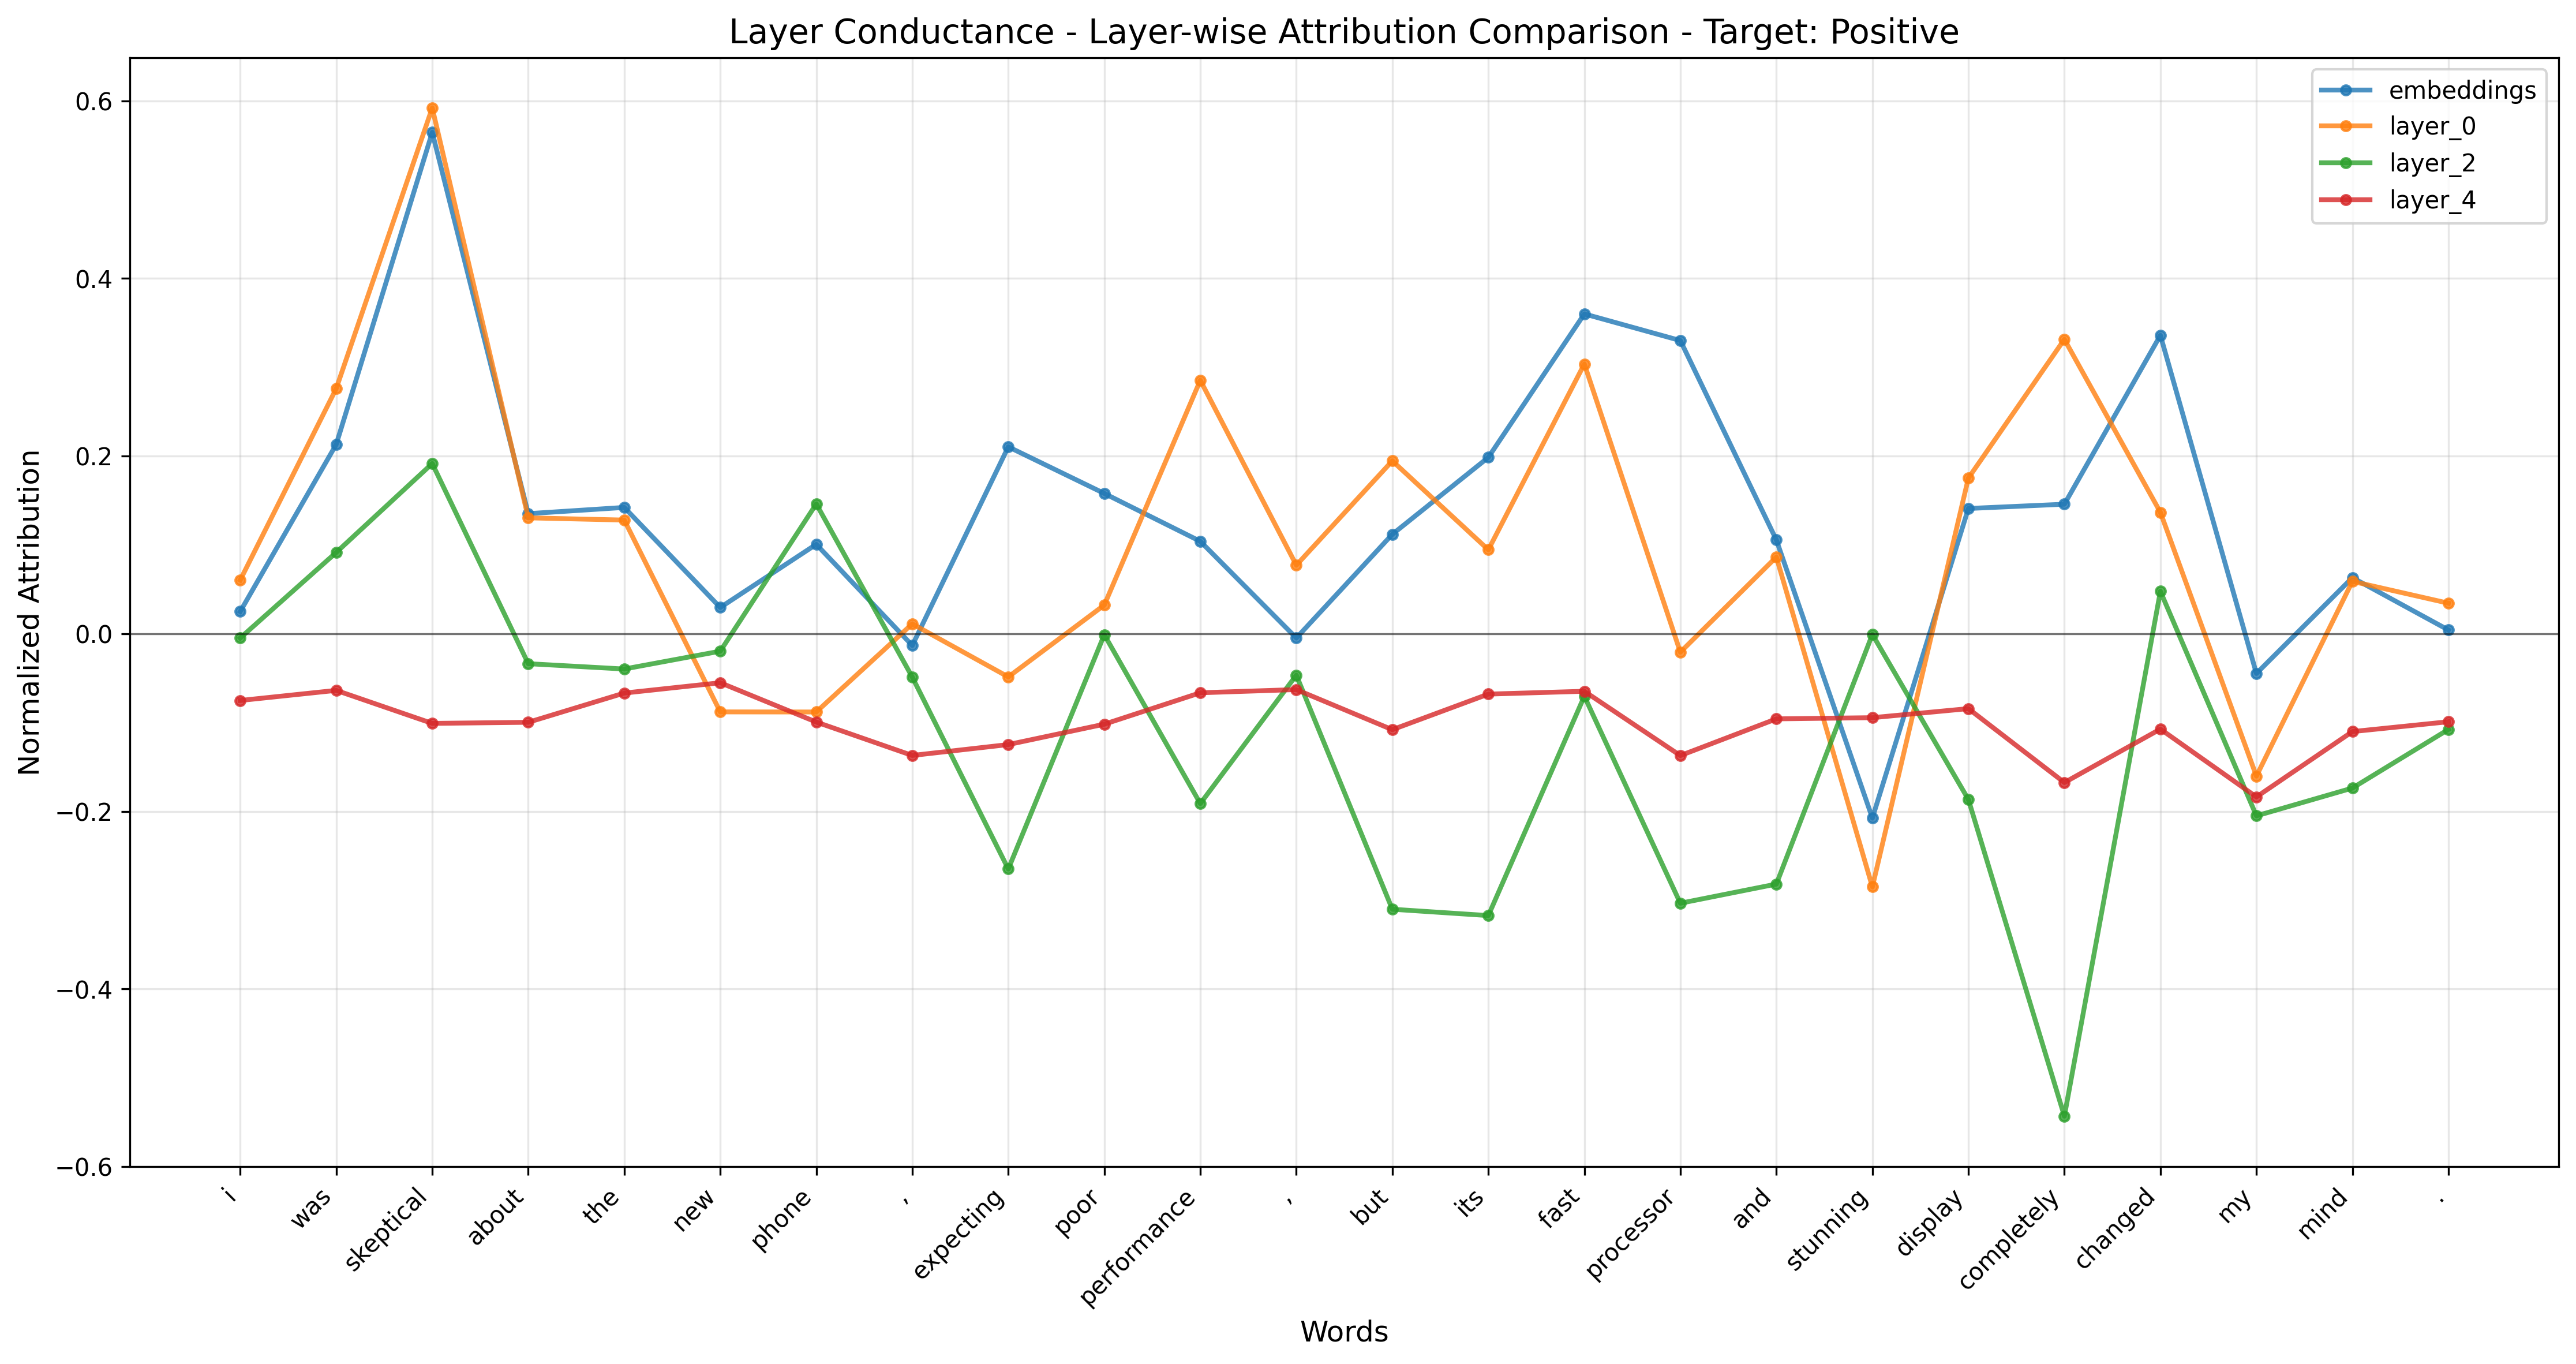 Layer Conductance - Layer-wise Attribution Comparison - Target: Positive
embeddings
layer_0
layer_2
layer_4
Normalized Attribution
0.6
0.4
0.2
0.0
−0.2
−0.4
−0.6
i
was
skeptical
about
the
new
phone
,
expecting
poor
performance
,
but
its
fast
processor
and
stunning
display
completely
changed
my
mind
.
Words